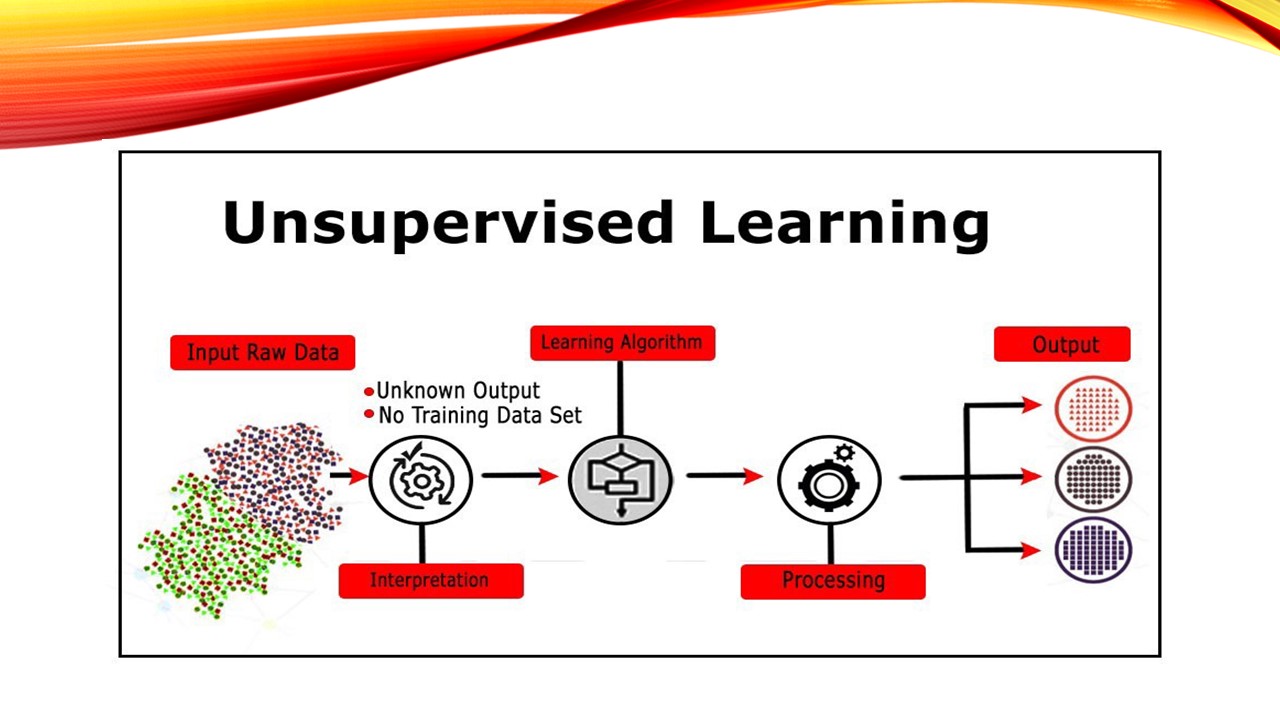 Unsupervised Learning
Input Raw Data
Unknown Output
No Training Data Set
Learning Algorithm
Output
Interpretation
Processing